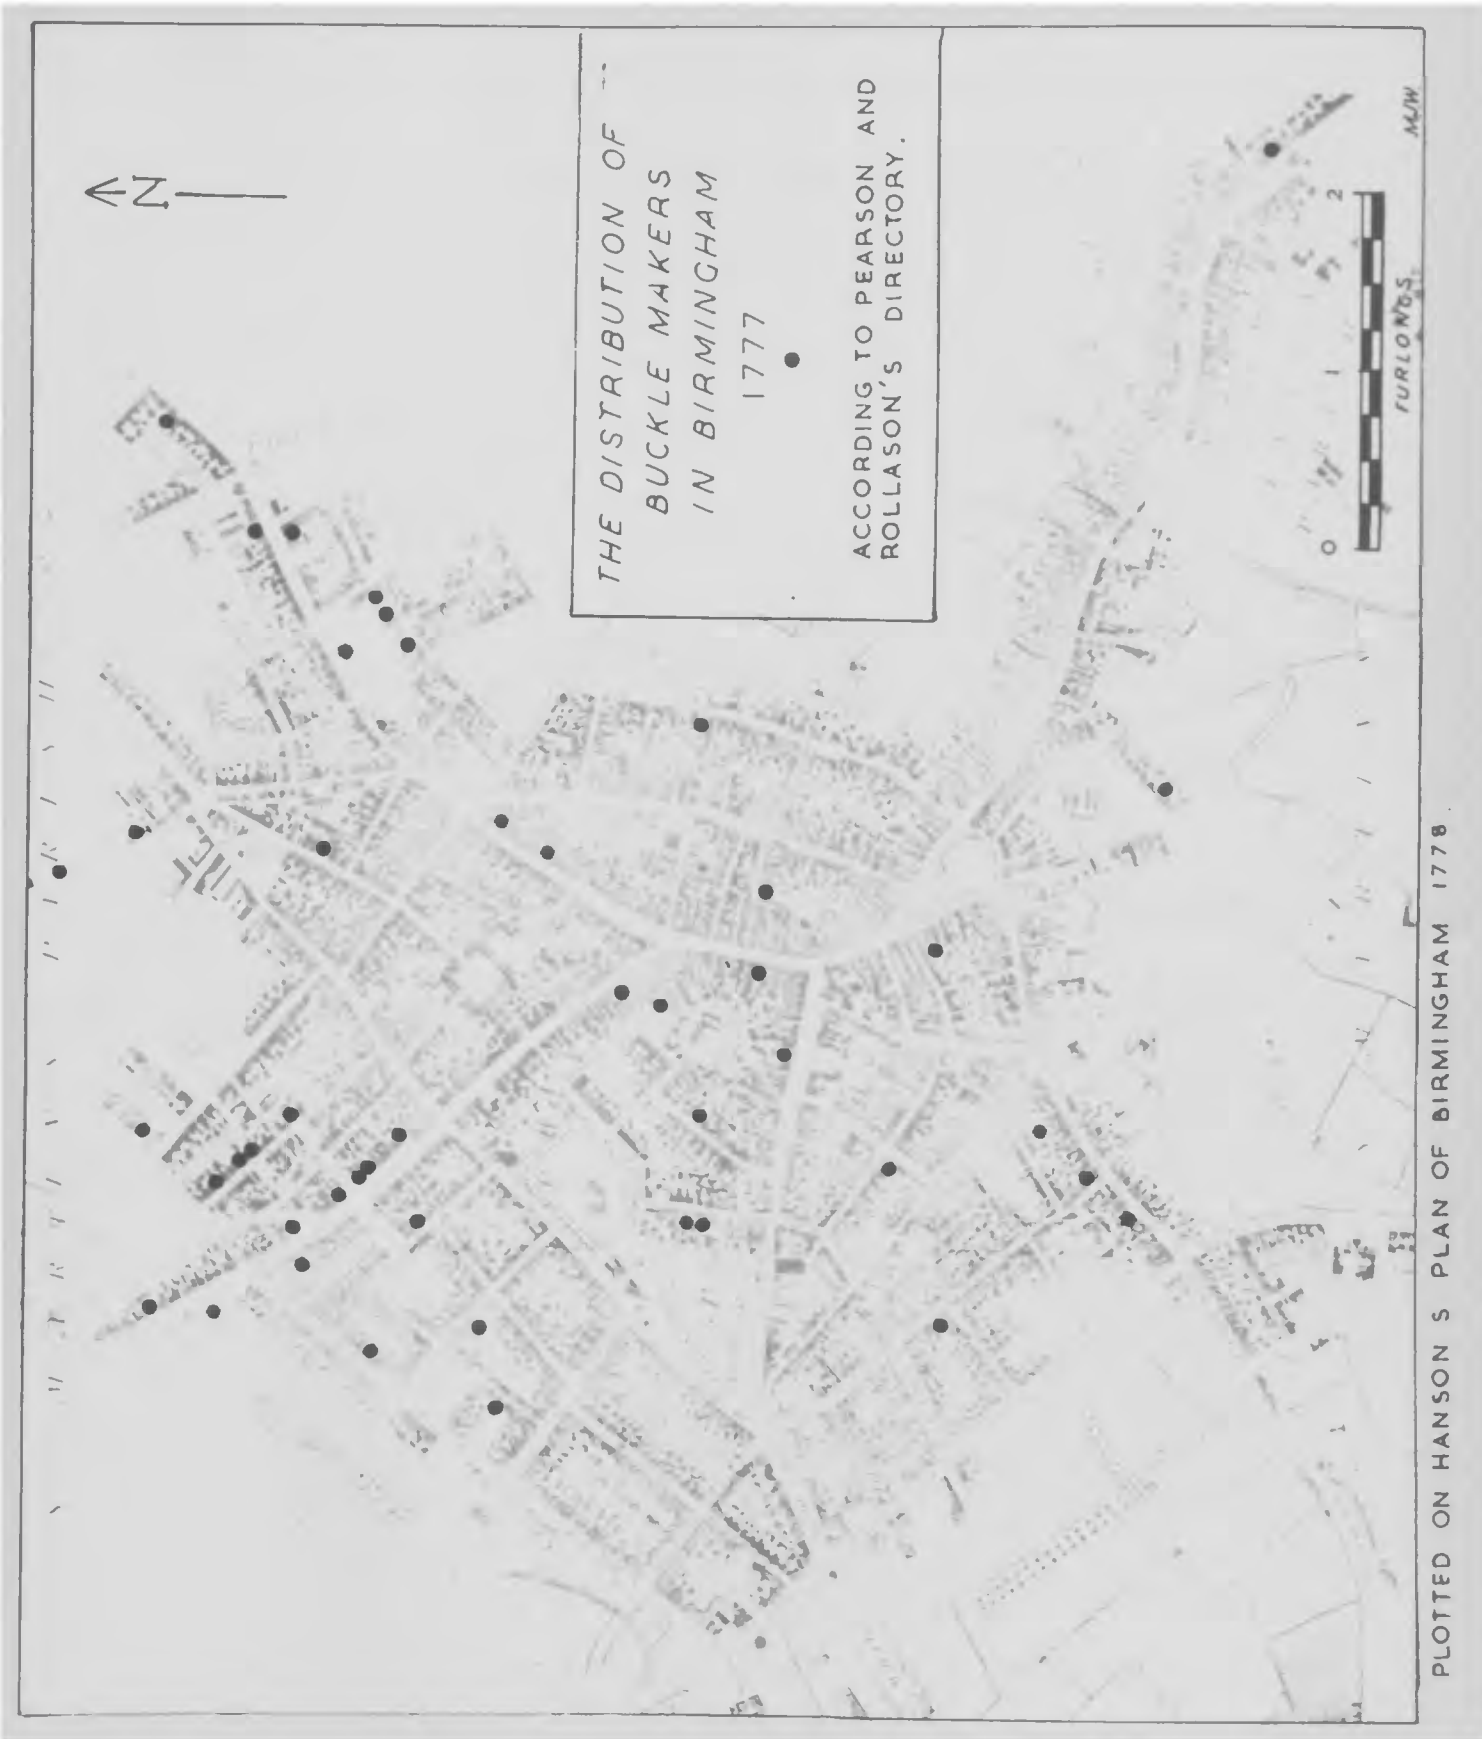 THE DISTRIBUTION OF
BUCKLE MAKERS
IN BIRMINGHAM
1777
ACCORDING TO PEARSON AND
ROLLASON'S DIRECTORY.
N
0 1 2
FURLONGS
MJW
PLOTTED ON HANSON S PLAN OF BIRMINGHAM 1778.